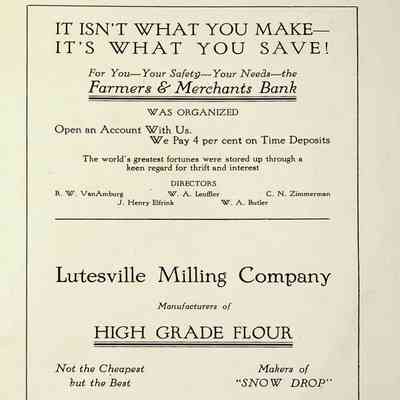 IT ISN'T WHAT YOU MAKE—
IT'S WHAT YOU SAVE!
For You—Your Safety—Your Needs—the
Farmers & Merchants Bank
WAS ORGANIZED
Open an Account With Us.
We Pay 4 per cent on Time Deposits
The world's greatest fortunes were stored up through a
keen regard for thrift and interest
DIRECTORS
R. W. VanAmburg W. A. Leuffler C. N. Zimmerman
J. Henry Elfrink W. A. Butler
Lutesville Milling Company
Manufacturers of
HIGH GRADE FLOUR
Not the Cheapest
but the Best
Makers of
"SNOW DROP"